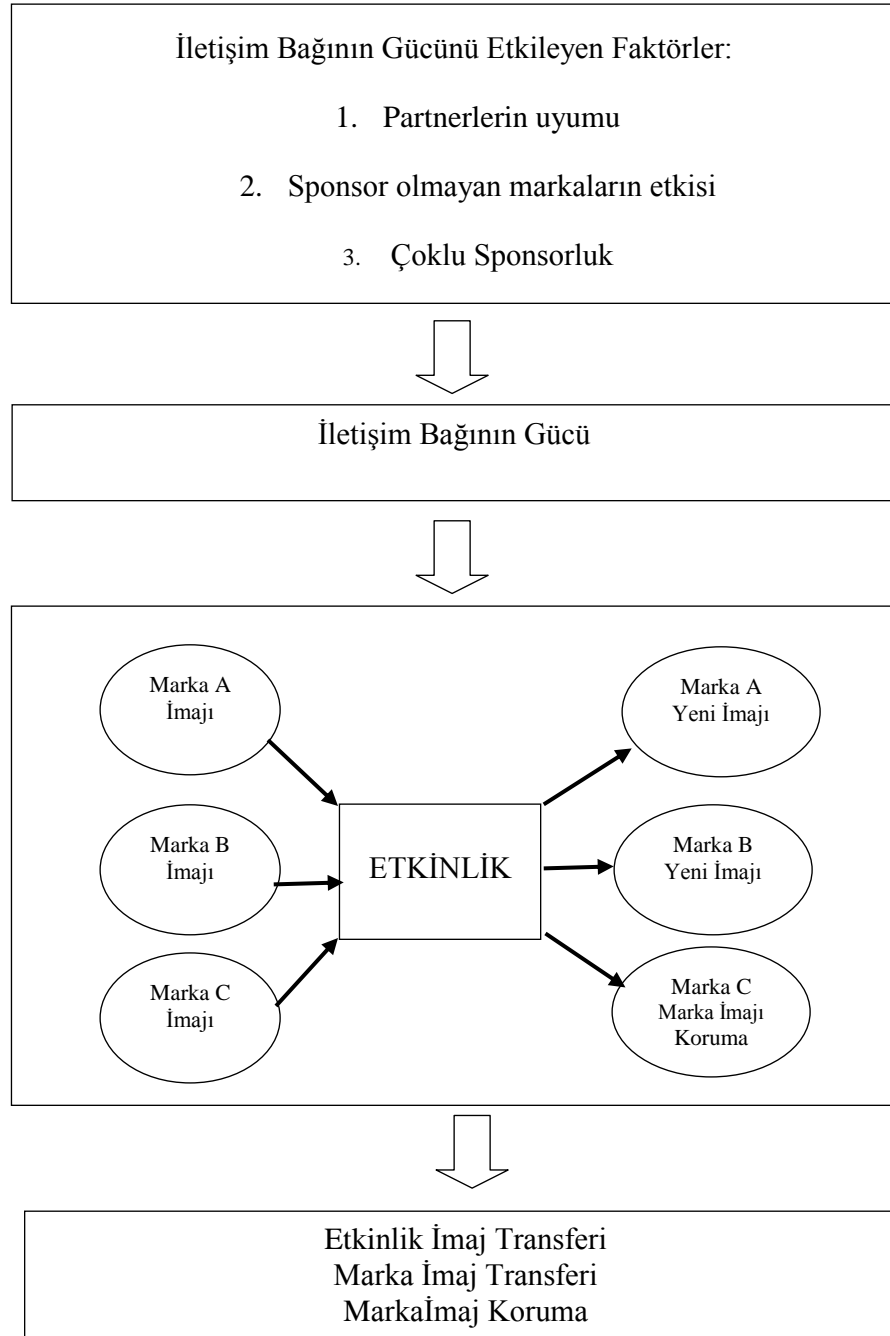 İletişim Bağının Gücünü Etkileyen Faktörler:
1. Partnerlerin uyumu
2. Sponsor olmayan markaların etkisi
3. Çoklu Sponsorluk
İletişim Bağının Gücü
Marka A
İmajı
Marka B
İmajı
Marka C
İmajı
ETKİNLİK
Marka A
Yeni İmajı
Marka B
Yeni İmajı
Marka C
Marka İmajı
Koruma
Etkinlik İmaj Transferi
Marka İmaj Transferi
Markaİmaj Koruma